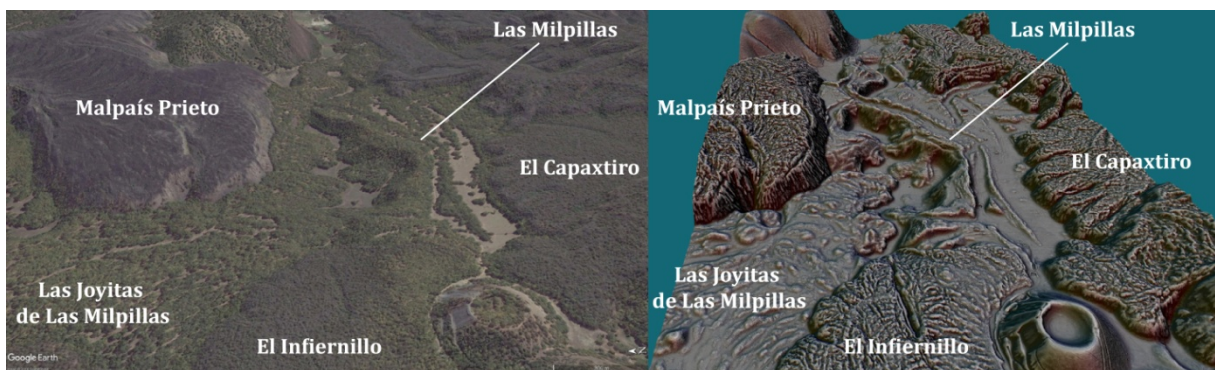 Las Milpillas
Malpaís Prieto
El Capaxtiro
Las Joyitas
de Las Milpillas
El Infiernillo
Google Earth
Las Milpillas
Malpaís Prieto
El Capaxtiro
Las Joyitas
de Las Milpillas
El Infiernillo